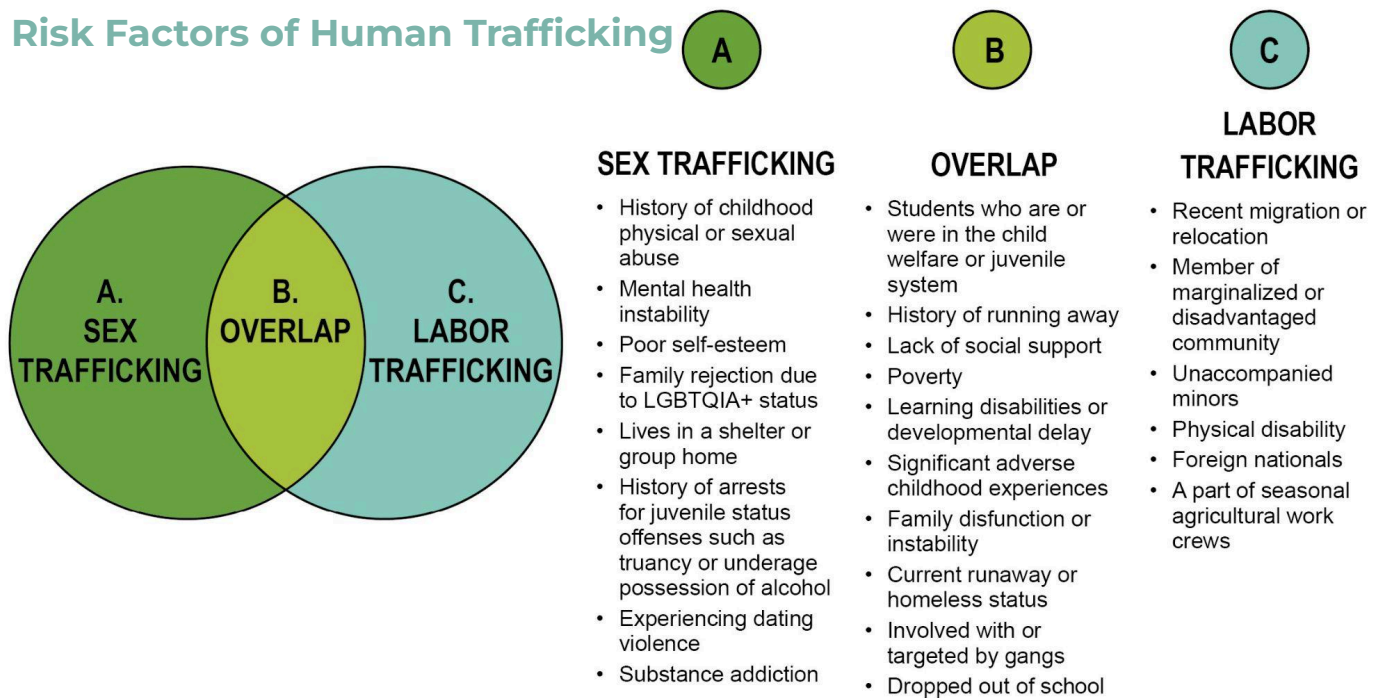 Risk Factors of Human Trafficking
A
B
C
A.
SEX
TRAFFICKING
B.
OVERLAP
C.
LABOR
TRAFFICKING
SEX TRAFFICKING
• History of childhood
physical or sexual
abuse
• Mental health
instability
• Poor self-esteem
• Family rejection due
to LGBTQIA+ status
• Lives in a shelter or
group home
• History of arrests
for juvenile status
offenses such as
truancy or underage
possession of alcohol
• Experiencing dating
violence
• Substance addiction
OVERLAP
• Students who are or
were in the child
welfare or juvenile
system
• History of running away
• Lack of social support
• Poverty
• Learning disabilities or
developmental delay
• Significant adverse
childhood experiences
• Family disfunction or
instability
• Current runaway or
homeless status
• Involved with or
targeted by gangs
• Dropped out of school
LABOR
TRAFFICKING
• Recent migration or
relocation
• Member of
marginalized or
disadvantaged
community
• Unaccompanied
minors
• Physical disability
• Foreign nationals
• A part of seasonal
agricultural work
crews